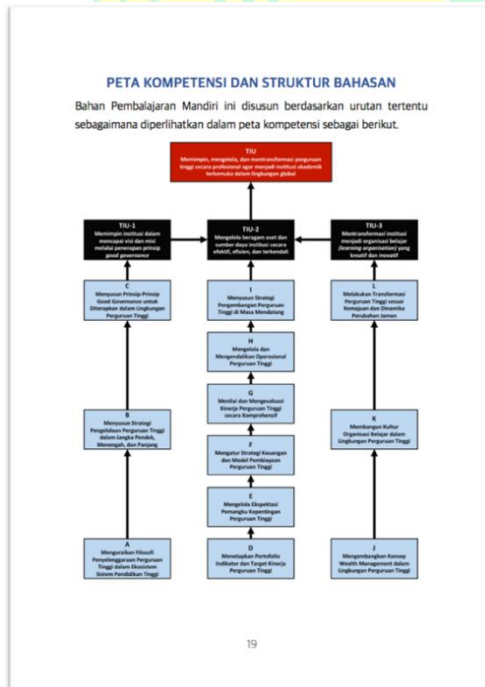 PETA KOMPETENSI DAN STRUKTUR BAHASAN
Bahan Pembalajaran Mandiri ini disusun berdasarkan urutan tertentu
sebagaimana diperlihatkan dalam peta kompetensi sebagai berikut.
TIU
Memimpin, mengelola, dan mentransformasi perguruan
tinggi secara profesional agar menjadi institusi akademik
terkemuka dalam lingkungan global
TIU-1
Memimpin institusi dalam
mencapai visi dan misi
melalui penerapan prinsip
good governance
TIU-2
Mengelola beragam aset dan
sumber daya institusi secara
efektif, efisien, dan terkendali
TIU-3
Mentransformasi institusi
menjadi organisasi belajar
(learning organisation) yang
kreatif dan inovatif
C
Menyusun Prinsip-Prinsip
Good Governance untuk
Diterapkan dalam Lingkungan
Perguruan Tinggi
I
Menyusun Strategi
Pengembangan Perguruan
Tinggi di Masa Mendatang
L
Melakukan Transformasi
Perguruan Tinggi sesuai
Kemajuan dan Dinamika
Perubahan Jaman
H
Mengelola dan
Mengendalikan Operasional
Perguruan Tinggi
G
Menilai dan Mengevaluasi
Kinerja Perguruan Tinggi
secara Komprehensif
B
Menyusun Strategi
Pengelolaan Perguruan Tinggi
dalam Jangka Pendek,
Menengah, dan Panjang
F
Mengatur Strategi Keuangan
dan Model Pembiayaan
Perguruan Tinggi
K
Membangun Kultur
Organisasi Belajar dalam
Lingkungan Perguruan Tinggi
E
Mengelola Ekspektasi
Pemangku Kepentingan
Perguruan Tinggi
A
Menguraikan Filosofi
Penyelenggaraan Perguruan
Tinggi dalam Ekosistem
Sistem Pendidikan Tinggi
D
Menetapkan Portofolio
Indikator dan Target Kinerja
Perguruan Tinggi
J
Mengembangkan Konsep
Wealth Management dalam
Lingkungan Perguruan Tinggi
19